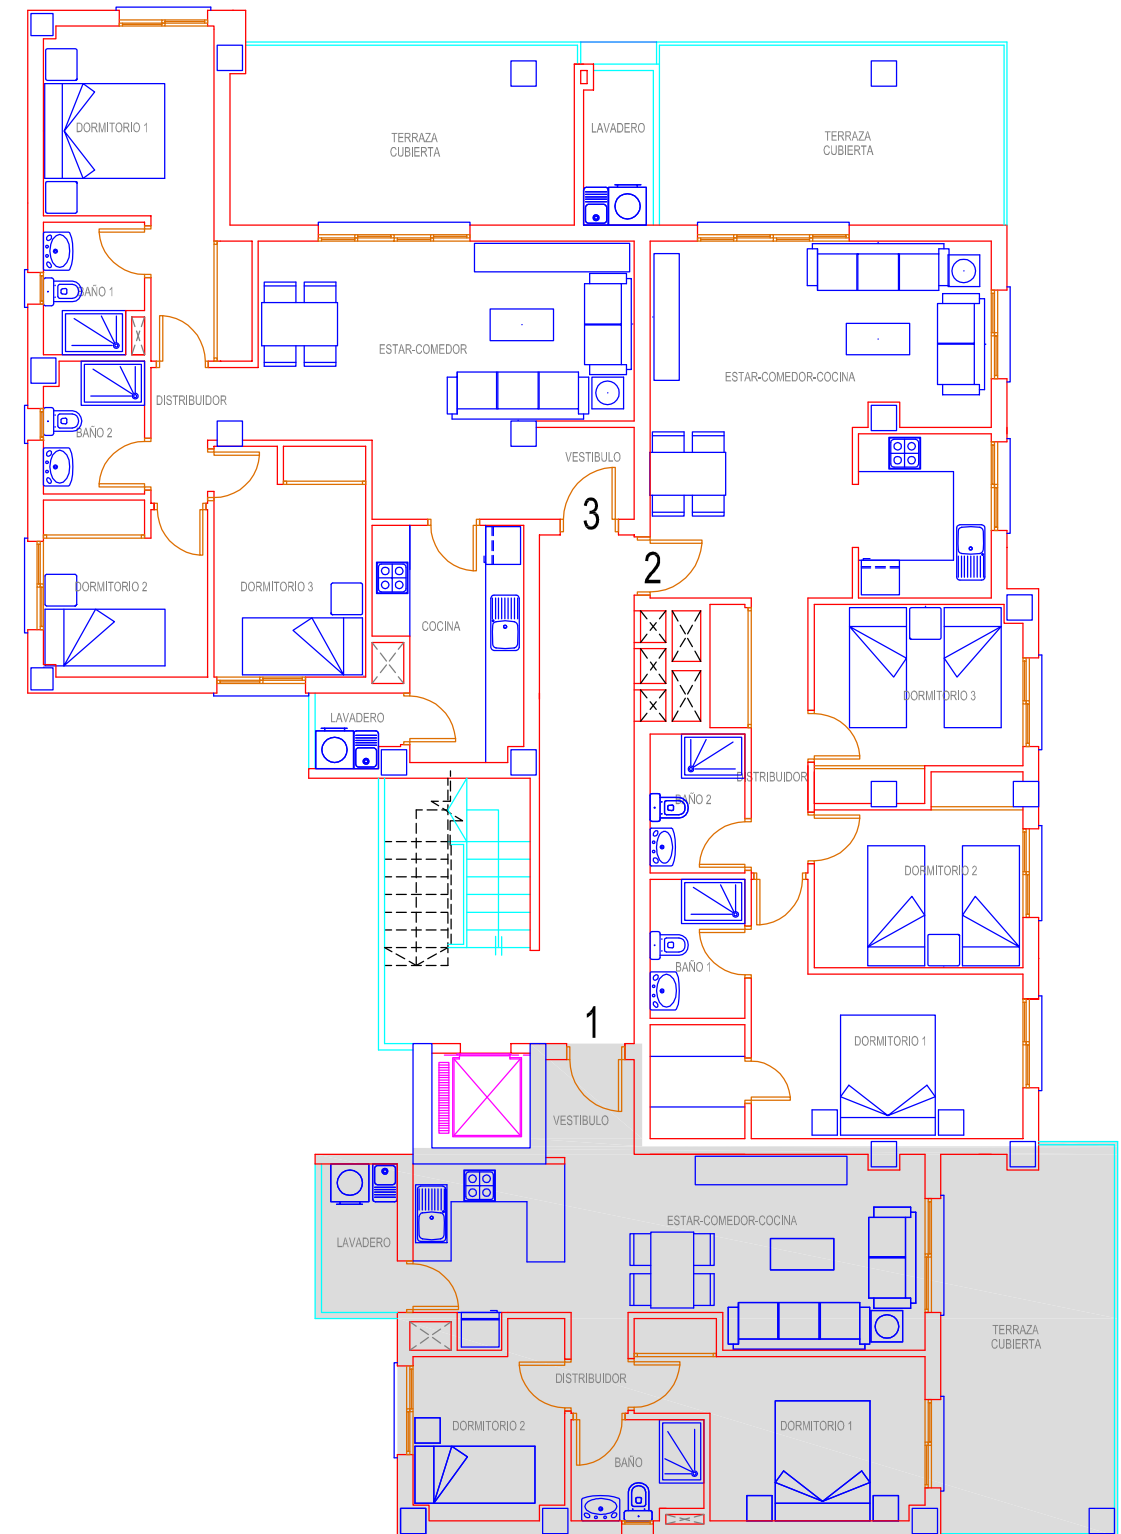 DORMITORIO 1
TERRAZA
CUBIERTA
LAVADERO
TERRAZA
CUBIERTA
BAÑO 1
ESTAR-COMEDOR
ESTAR-COMEDOR-COCINA
DISTRIBUIDOR
BAÑO 2
VESTIBULO
3
2
DORMITORIO 2
DORMITORIO 3
COCINA
LAVADERO
DORMITORIO 3
DISTRIBUIDOR
BAÑO 2
DORMITORIO 2
BAÑO 1
1
DORMITORIO 1
VESTIBULO
ESTAR-COMEDOR-COCINA
LAVADERO
TERRAZA
CUBIERTA
DISTRIBUIDOR
DORMITORIO 2
DORMITORIO 1
BAÑO